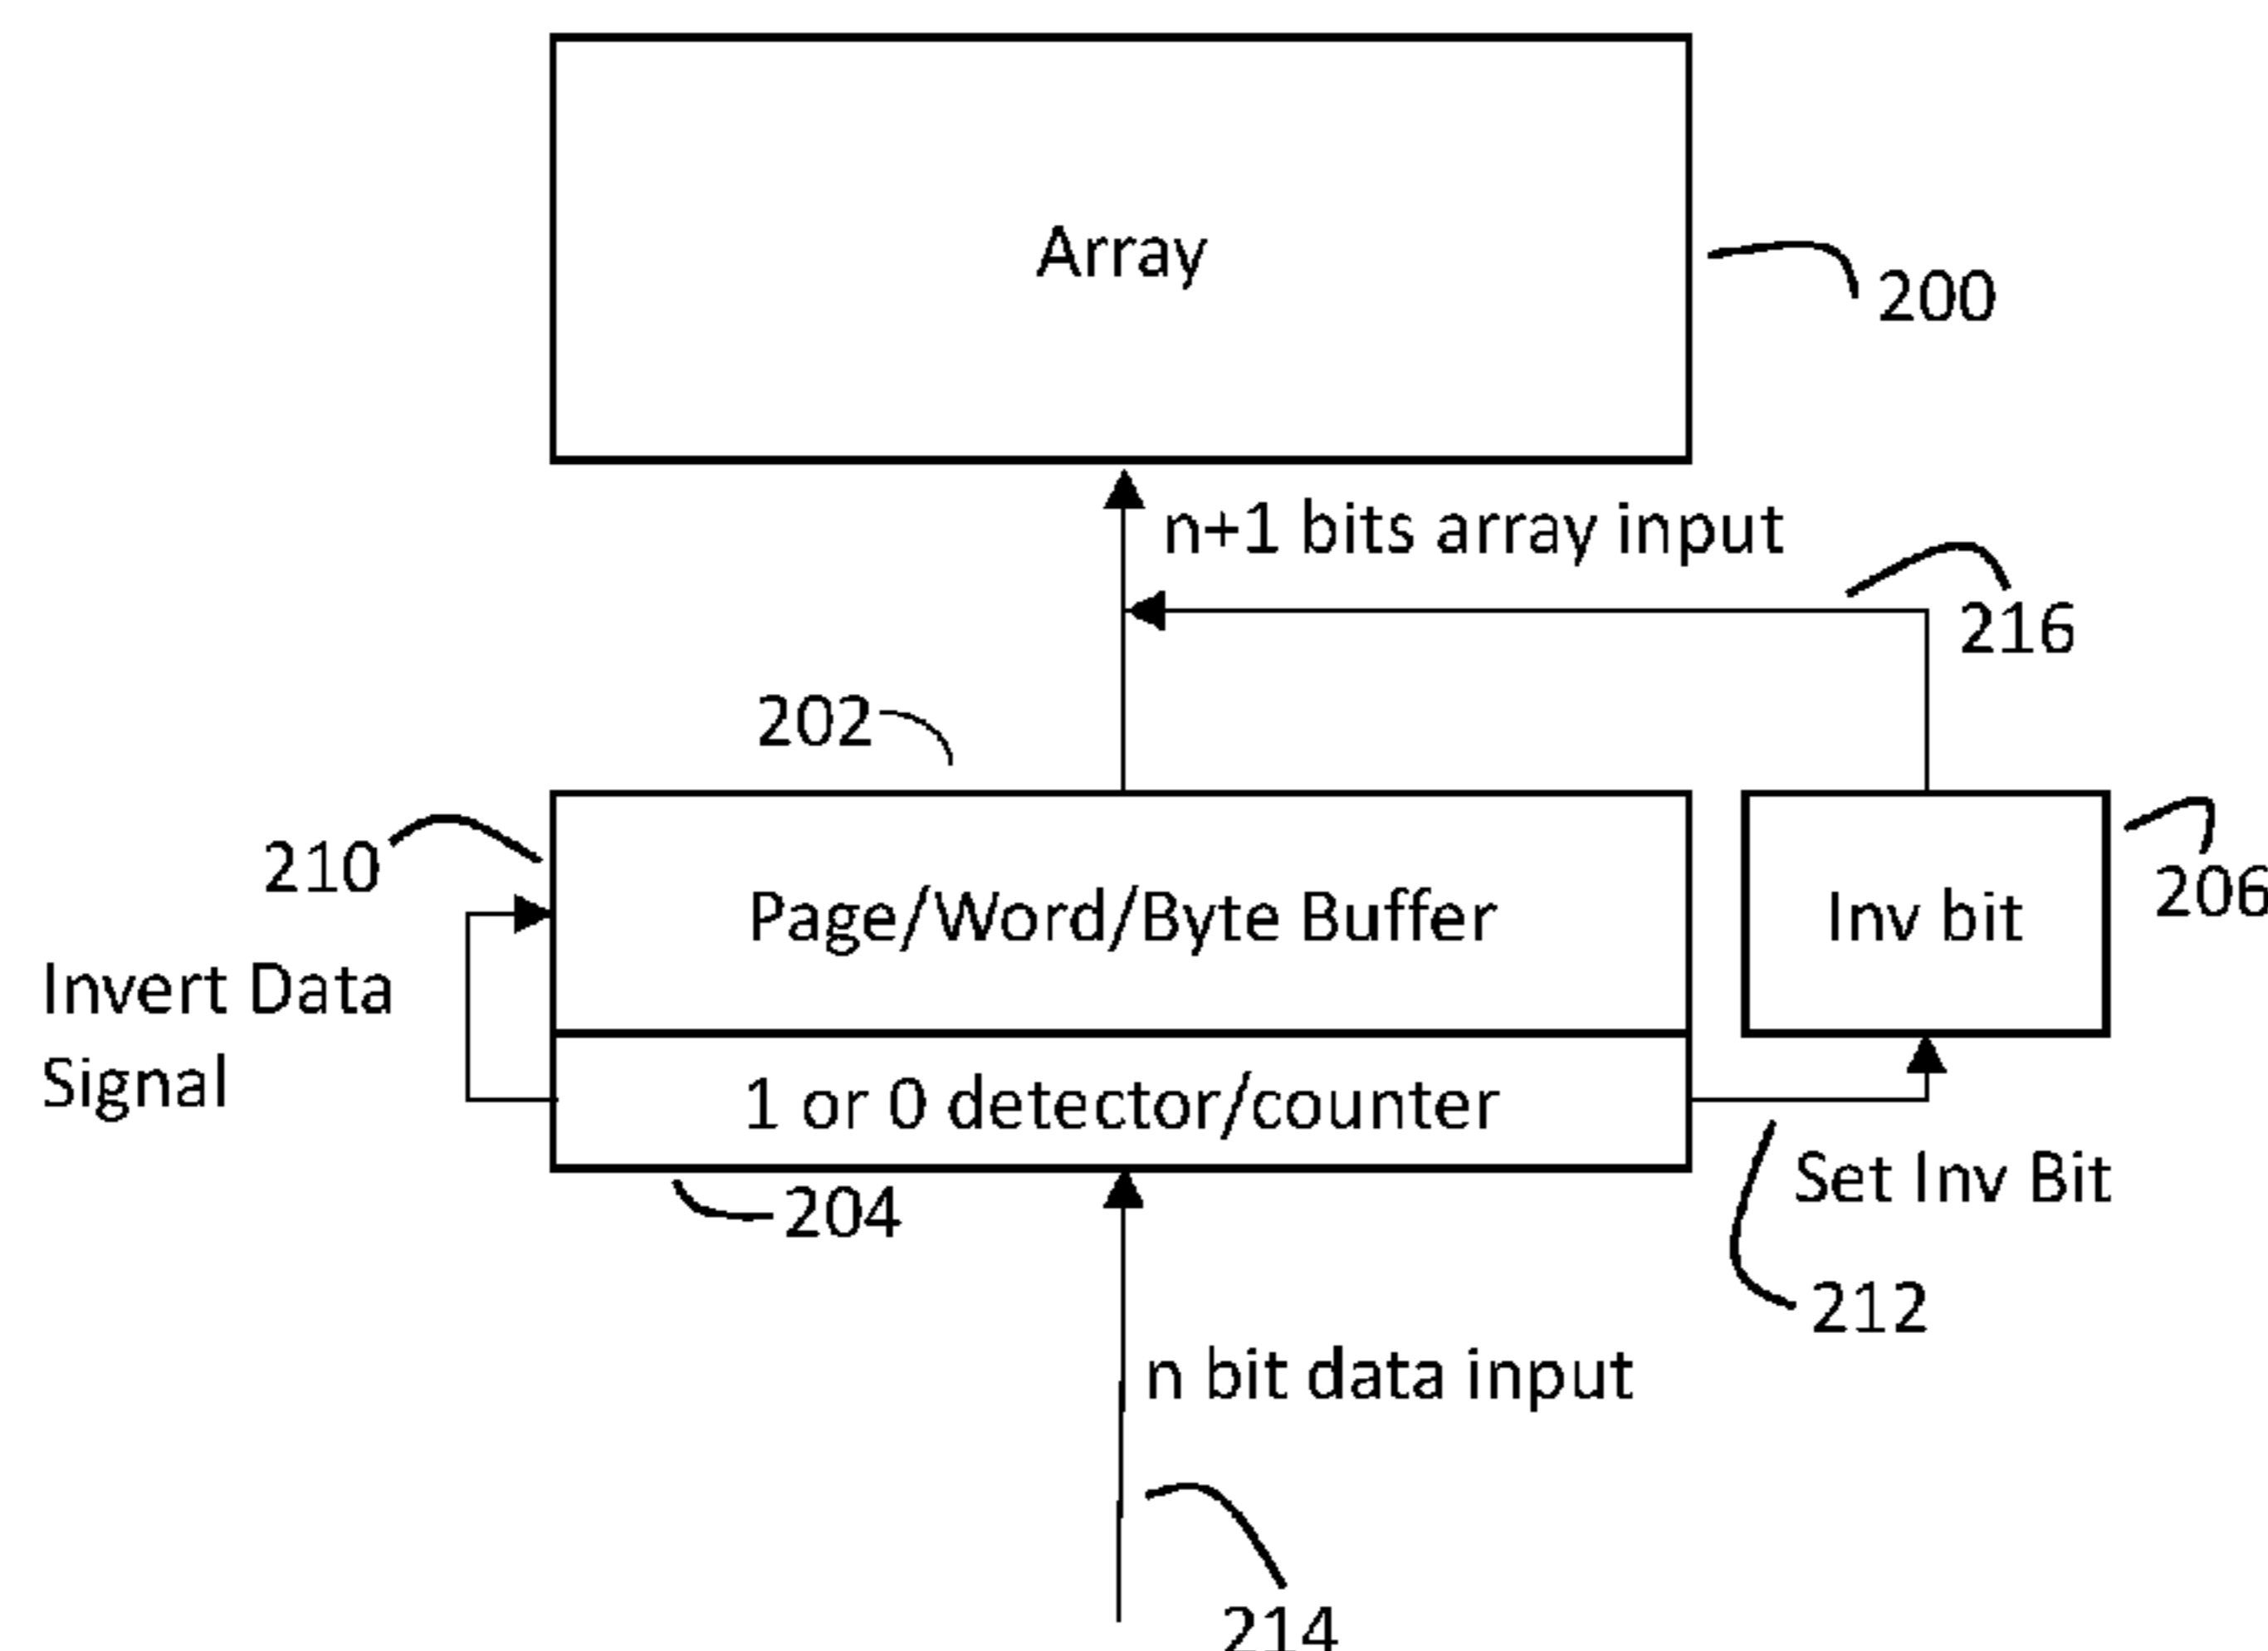 Array
200
n+1 bits array input
216
202
210
Page/Word/Byte Buffer
Inv bit
206
Invert Data
Signal
1 or 0 detector/counter
Set Inv Bit
204
212
n bit data input
214